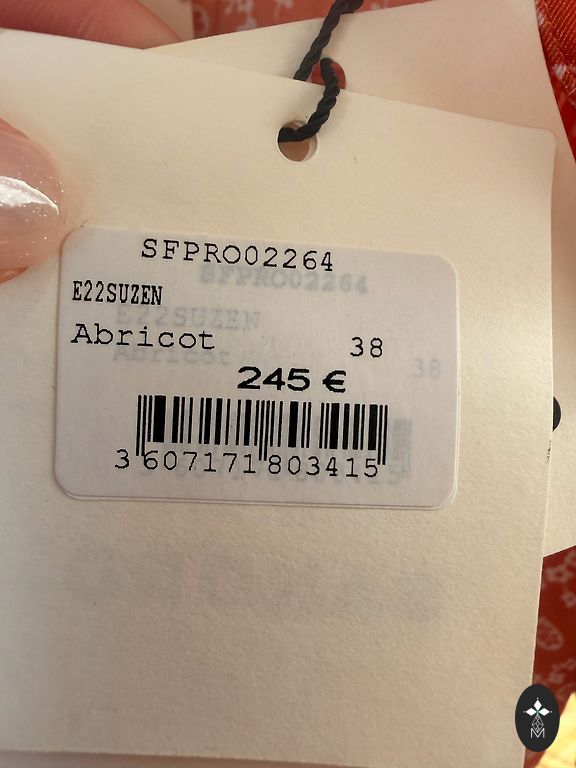 SFPRO02264
E22SUZEN
Abricot 38
245 €
3 607171 803415
M